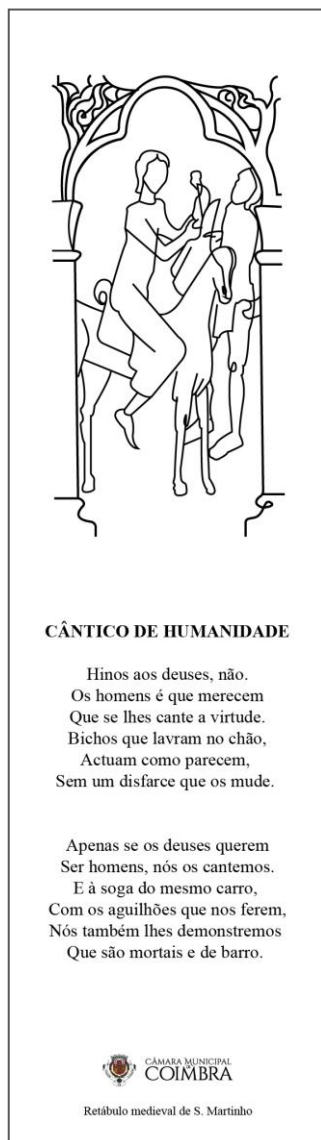 CÂNTICO DE HUMANIDADE
Hinos aos deuses, não.
Os homens é que merecem
Que se lhes cante a virtude.
Bichos que lavram no chão,
Actuam como parecem,
Sem um disfarce que os mude.
Apenas se os deuses querem
Ser homens, nós os cantemos.
E à soga do mesmo carro,
Com os aguilhões que nos ferem,
Nós também lhes demonstremos
Que são mortais e de barro.
CÂMARA MUNICIPAL
COIMBRA
Retábulo medieval de S. Martinho